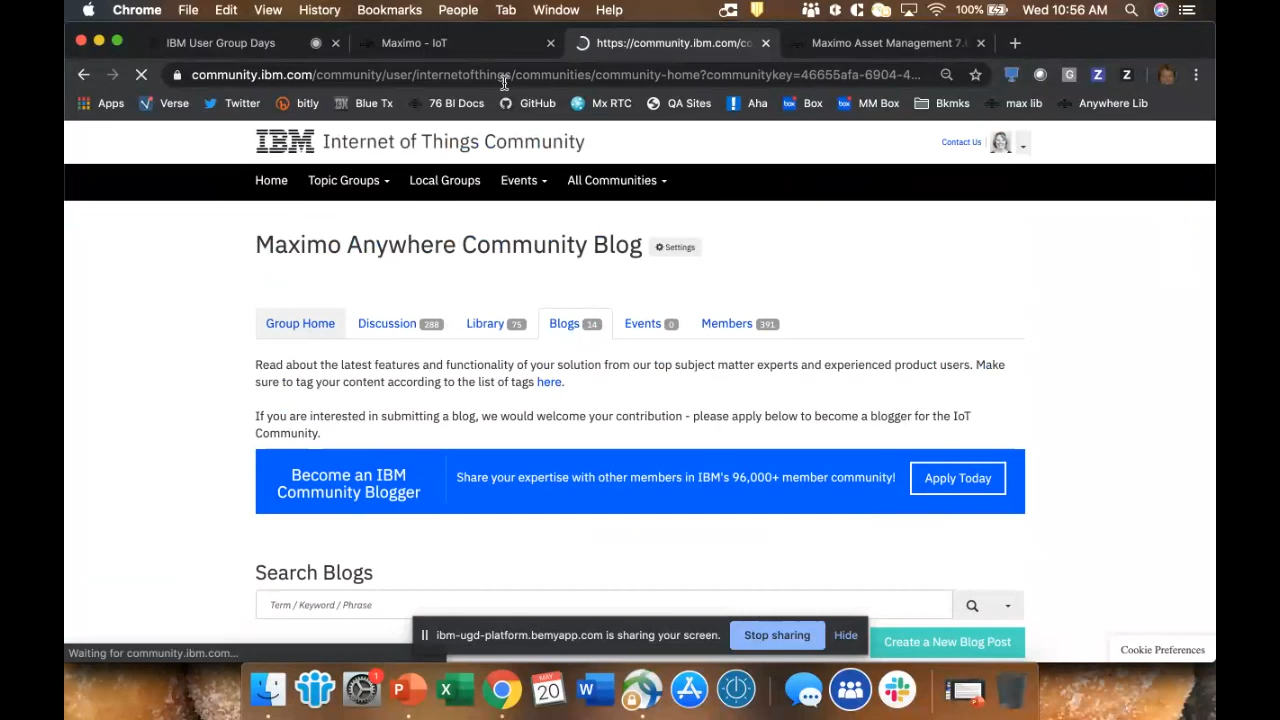 Chrome File Edit View History Bookmarks People Tab Window Help 100% Wed 10:56 AM
IBM User Group Days Maximo - IoT https://community.ibm.com/co Maximo Asset Management 7.
community.ibm.com/community/user/internetofthings/communities/community-home?communitykey=46655afa-6904-4...
Apps Verse Twitter bitly Blue Tx 76 BI Docs GitHub Mx RTC QA Sites Aha Box MM Box Bkmks max lib Anywhere Lib
IBM Internet of Things Community
Contact Us
Home Topic Groups Local Groups Events All Communities
Maximo Anywhere Community Blog Settings
Group Home Discussion 288 Library 75 Blogs 14 Events 0 Members 391
Read about the latest features and functionality of your solution from our top subject matter experts and experienced product users. Make
sure to tag your content according to the list of tags here.
If you are interested in submitting a blog, we would welcome your contribution - please apply below to become a blogger for the IoT
Community.
Become an IBM
Community Blogger
Share your expertise with other members in IBM's 96,000+ member community!
Apply Today
Search Blogs
Term / Keyword / Phrase
ibm-ugd-platform.bemyapp.com is sharing your screen. Stop sharing Hide
Create a New Blog Post
Waiting for community.ibm.com...
Cookie Preferences
MAY
20
1